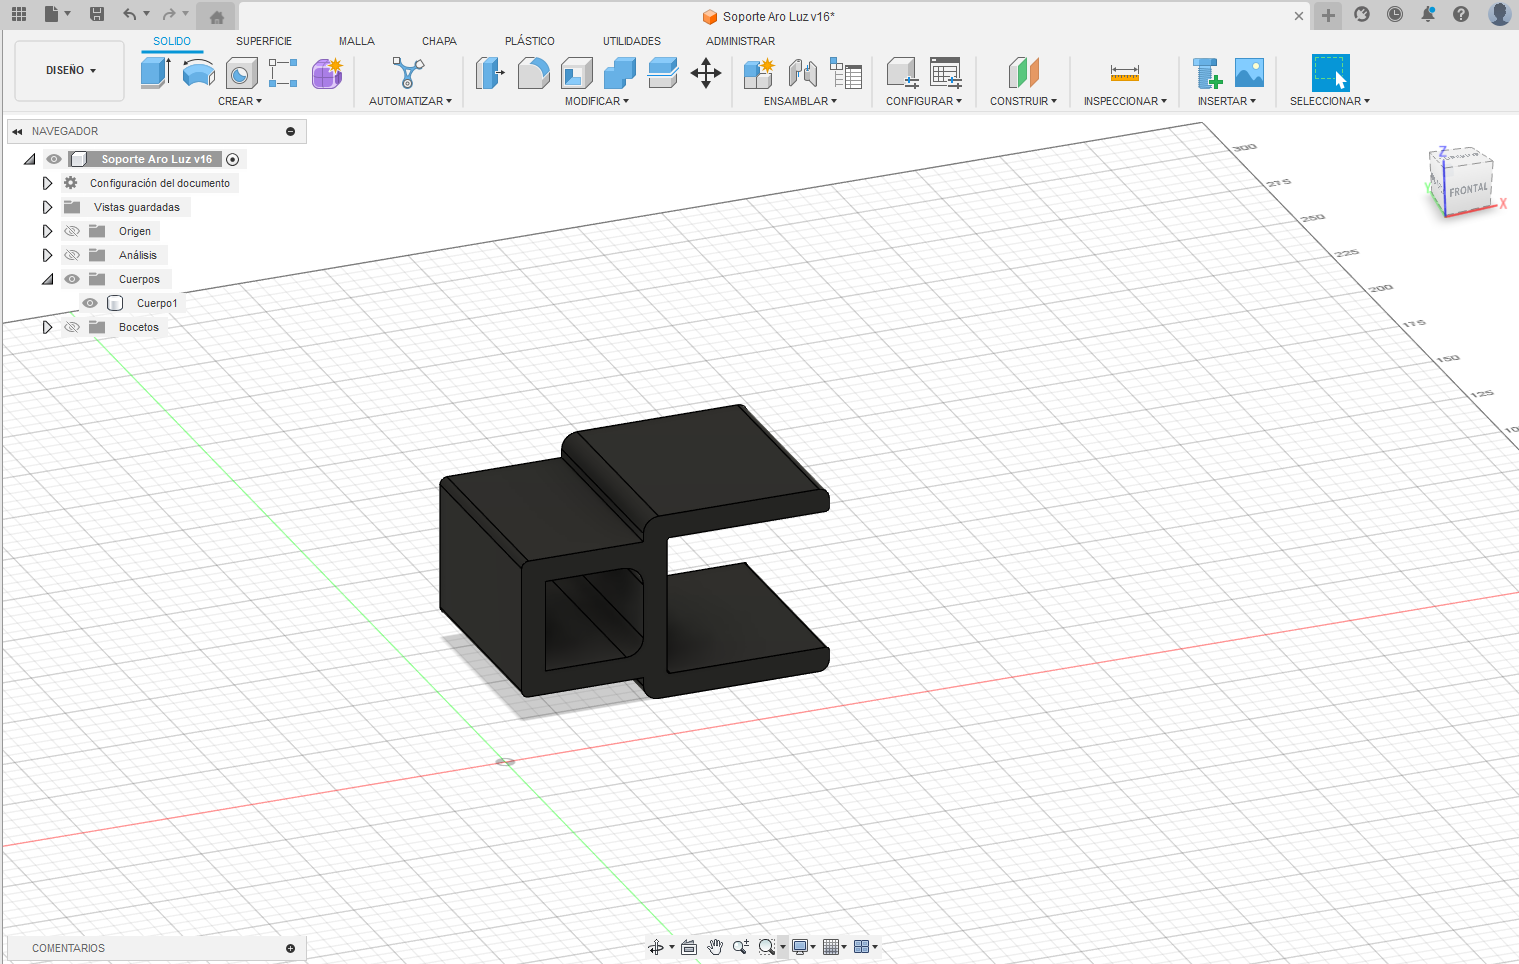 Soporte Aro Luz v16*
SOLIDO
SUPERFICIE
MALLA
CHAPA
PLÁSTICO
UTILIDADES
ADMINISTRAR
DISEÑO
CREAR
AUTOMATIZAR
MODIFICAR
ENSAMBLAR
CONFIGURAR
CONSTRUIR
INSPECCIONAR
INSERTAR
SELECCIONAR
NAVEGADOR
Soporte Aro Luz v16
Configuración del documento
Vistas guardadas
Origen
Análisis
Cuerpos
Cuerpo1
Bocetos
300
275
250
225
200
175
150
125
Z
FRONTAL
Y
X
COMENTARIOS